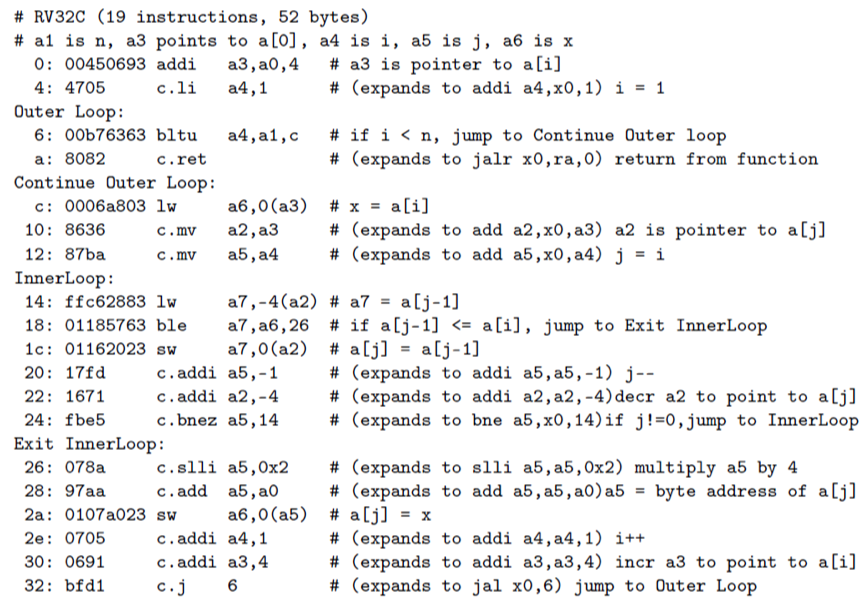 # RV32C (19 instructions, 52 bytes)
# a1 is n, a3 points to a[0], a4 is i, a5 is j, a6 is x
0: 00450693 addi a3,a0,4 # a3 is pointer to a[i]
4: 4705 c.li a4,1 # (expands to addi a4,x0,1) i = 1
Outer Loop:
6: 00b76363 bltu a4,a1,c # if i < n, jump to Continue Outer loop
a: 8082 c.ret # (expands to jalr x0,ra,0) return from function
Continue Outer Loop:
c: 0006a803 lw a6,0(a3) # x = a[i]
10: 8636 c.mv a2,a3 # (expands to add a2,x0,a3) a2 is pointer to a[j]
12: 87ba c.mv a5,a4 # (expands to add a5,x0,a4) j = i
InnerLoop:
14: ffc62883 lw a7,-4(a2) # a7 = a[j-1]
18: 01185763 ble a7,a6,26 # if a[j-1] <= a[i], jump to Exit InnerLoop
1c: 01162023 sw a7,0(a2) # a[j] = a[j-1]
20: 17fd c.addi a5,-1 # (expands to addi a5,a5,-1) j--
22: 1671 c.addi a2,-4 # (expands to addi a2,a2,-4)decr a2 to point to a[j]
24: fbe5 c.bnez a5,14 # (expands to bne a5,x0,14)if j!=0,jump to InnerLoop
Exit InnerLoop:
26: 078a c.slli a5,0x2 # (expands to slli a5,a5,0x2) multiply a5 by 4
28: 97aa c.add a5,a0 # (expands to add a5,a5,a0)a5 = byte address of a[j]
2a: 0107a023 sw a6,0(a5) # a[j] = x
2e: 0705 c.addi a4,1 # (expands to addi a4,a4,1) i++
30: 0691 c.addi a3,4 # (expands to addi a3,a3,4) incr a3 to point to a[i]
32: bfd1 c.j 6 # (expands to jal x0,6) jump to Outer Loop